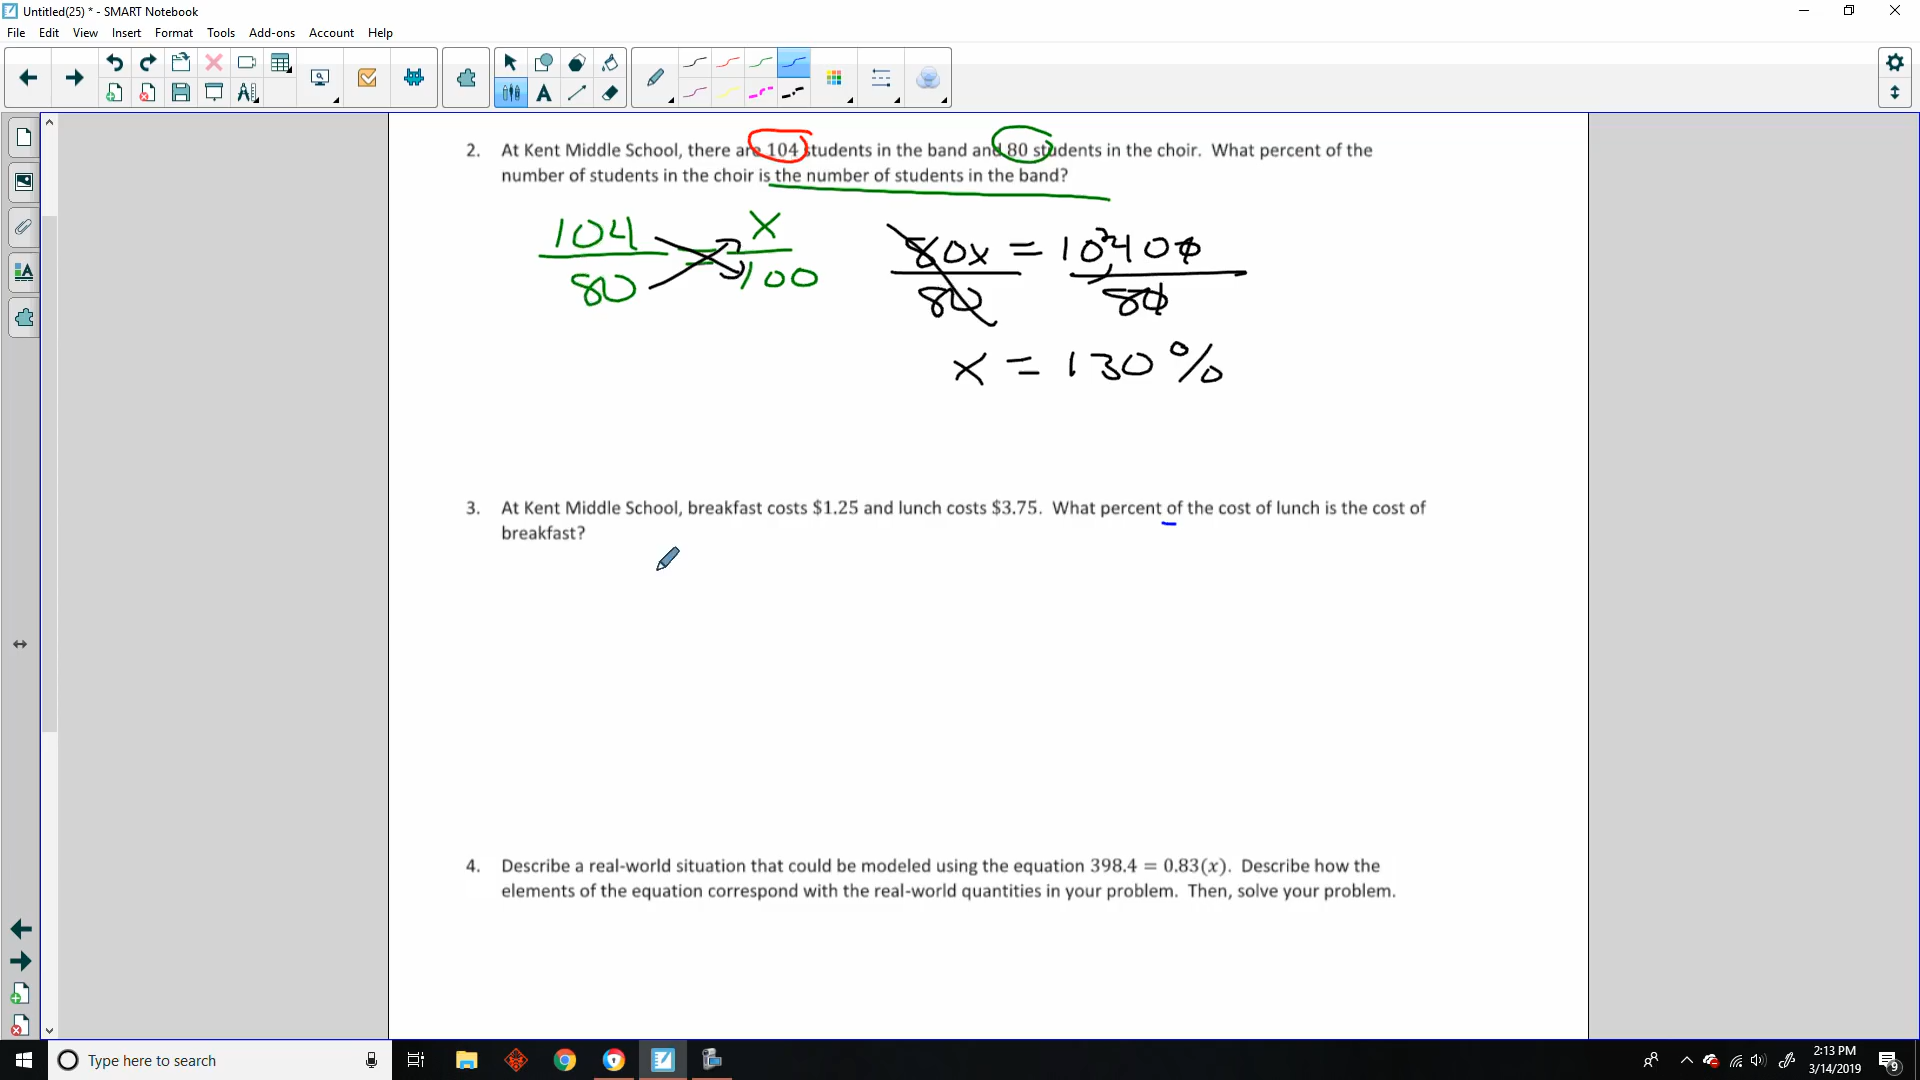 Untitled(25) * - SMART Notebook
File Edit View Insert Format Tools Add-ons Account Help
2. At Kent Middle School, there are 104 students in the band and 80 students in the choir. What percent of the
number of students in the choir is the number of students in the band?
104/80 = x/100
80x/80 = 10,400/80
x = 130%
3. At Kent Middle School, breakfast costs $1.25 and lunch costs $3.75. What percent of the cost of lunch is the cost of
breakfast?
4. Describe a real-world situation that could be modeled using the equation 398.4 = 0.83(x). Describe how the
elements of the equation correspond with the real-world quantities in your problem. Then, solve your problem.
Type here to search
2:13 PM
3/14/2019
9